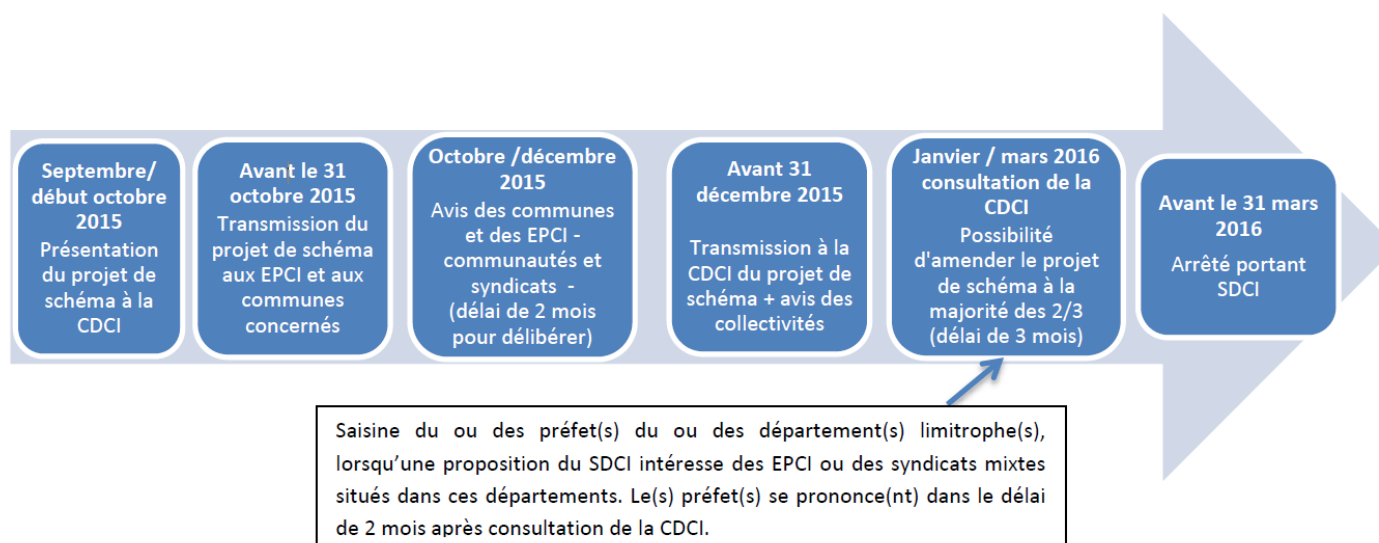 Septembre/
début octobre
2015
Présentation
du projet de
schéma à la
CDCI
Avant le 31
octobre 2015
Transmission du
projet de schéma
aux EPCI et aux
communes
concernés
Octobre /décembre
2015
Avis des communes
et des EPCI -
communautés et
syndicats -
(délai de 2 mois
pour délibérer)
Avant 31
décembre 2015
Transmission à la
CDCI du projet de
schéma + avis des
collectivités
Janvier / mars 2016
consultation de la
CDCI
Possibilité
d'amender le projet
de schéma à la
majorité des 2/3
(délai de 3 mois)
Avant le 31 mars
2016
Arrêté portant
SDCI
Saisine du ou des préfet(s) du ou des département(s) limitrophe(s),
lorsqu'une proposition du SDCI intéresse des EPCI ou des syndicats mixtes
situés dans ces départements. Le(s) préfet(s) se prononce(nt) dans le délai
de 2 mois après consultation de la CDCI.